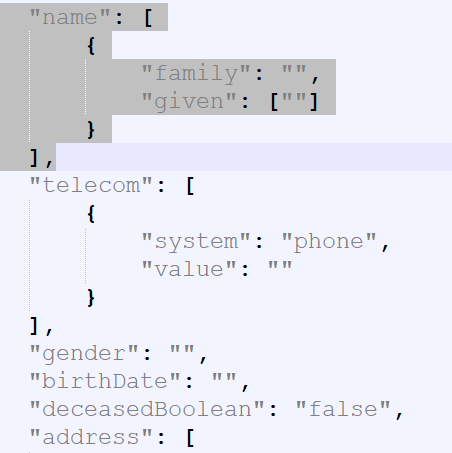 "name": [
{
"family": "",
"given": [""]
}
],
"telecom": [
{
"system": "phone",
"value": ""
}
],
"gender": "",
"birthDate": "",
"deceasedBoolean": "false",
"address": [